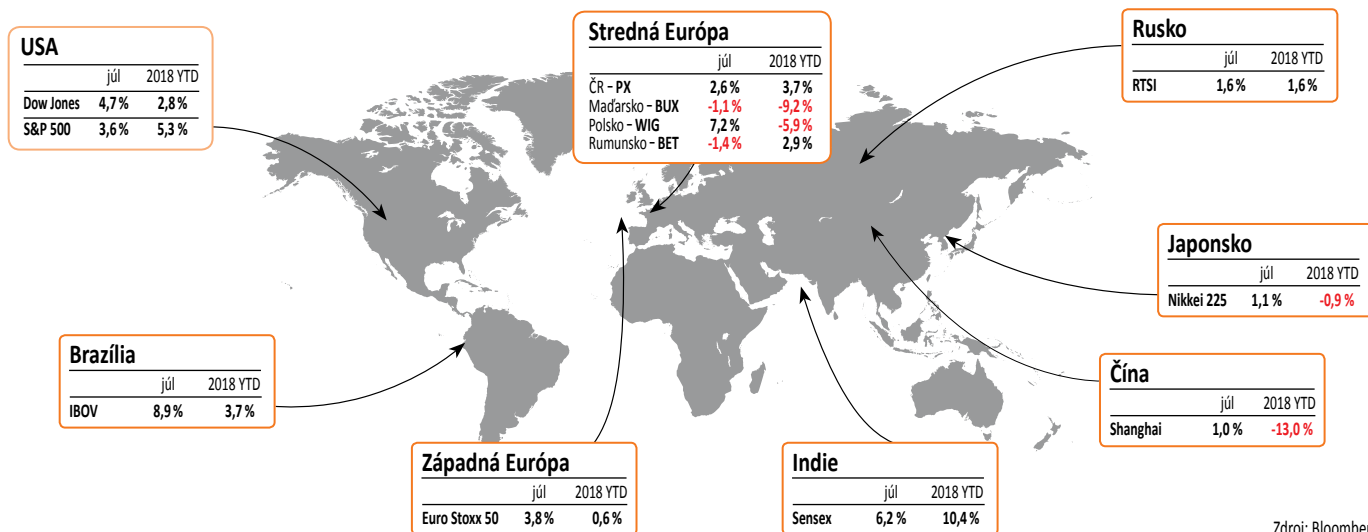 USA
júl 2018 YTD
Dow Jones 4,7 % 2,8 %
S&P 500 3,6 % 5,3 %
Stredná Európa
júl 2018 YTD
ČR – PX 2,6 % 3,7 %
Maďarsko – BUX -1,1 % -9,2 %
Polsko – WIG 7,2 % -5,9 %
Rumunsko – BET -1,4 % 2,9 %
Rusko
júl 2018 YTD
RTSI 1,6 % 1,6 %
Japonsko
júl 2018 YTD
Nikkei 225 1,1 % -0,9 %
Brazília
júl 2018 YTD
IBOV 8,9 % 3,7 %
Čína
júl 2018 YTD
Shanghai 1,0 % -13,0 %
Západná Európa
júl 2018 YTD
Euro Stoxx 50 3,8 % 0,6 %
Indie
júl 2018 YTD
Sensex 6,2 % 10,4 %
Zdroj: